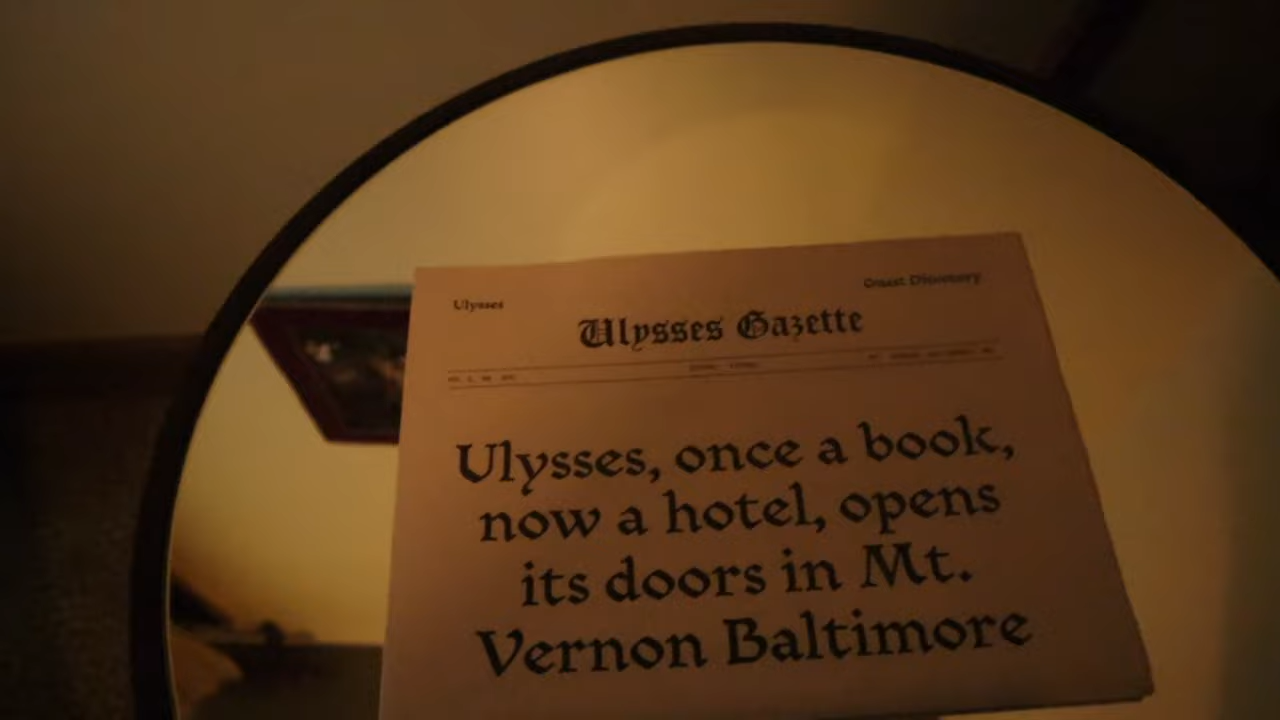 Ulysses
Guest Directory
Ulysses Gazette
Ulysses, once a book,
now a hotel, opens
its doors in Mt.
Vernon Baltimore